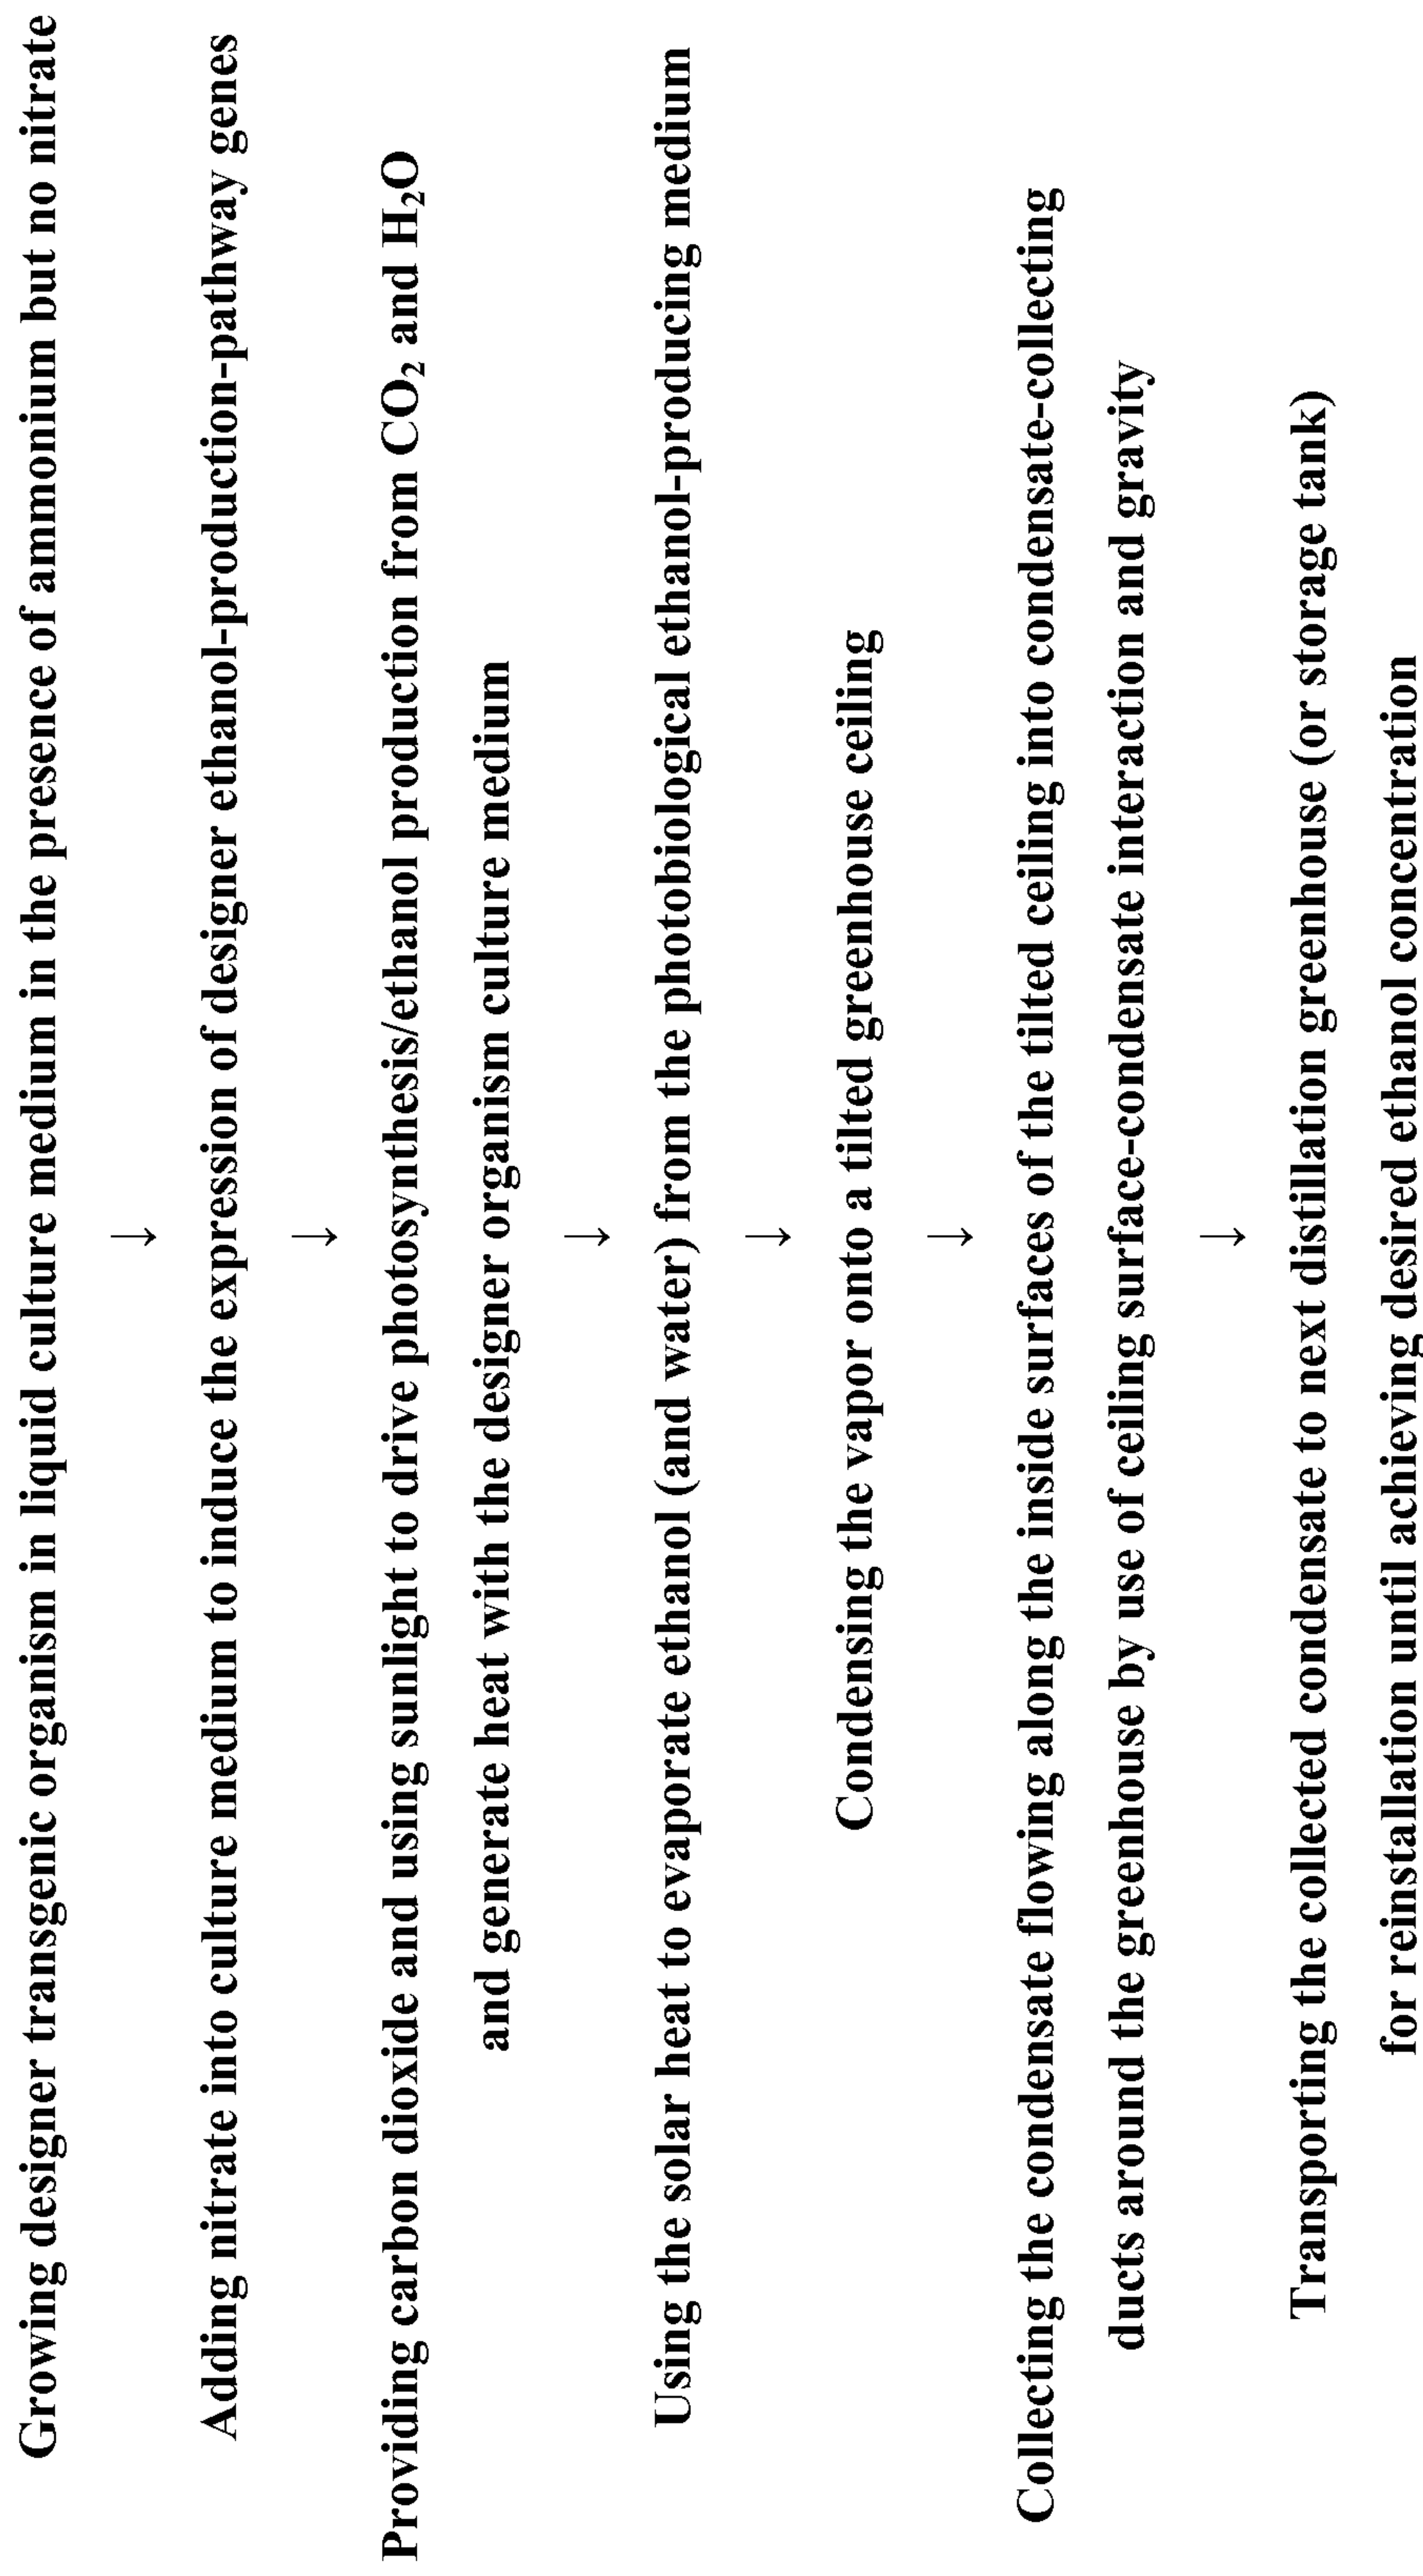 Growing designer transgenic organism in liquid culture medium in the presence of ammonium but no nitrate
↓
Adding nitrate into culture medium to induce the expression of designer ethanol-production-pathway genes
↓
Providing carbon dioxide and using sunlight to drive photosynthesis/ethanol production from CO₂ and H₂O
and generate heat with the designer organism culture medium
↓
Using the solar heat to evaporate ethanol (and water) from the photobiological ethanol-producing medium
↓
Condensing the vapor onto a tilted greenhouse ceiling
↓
Collecting the condensate flowing along the inside surfaces of the tilted ceiling into condensate-collecting
ducts around the greenhouse by use of ceiling surface-condensate interaction and gravity
↓
Transporting the collected condensate to next distillation greenhouse (or storage tank)
for reinstallation until achieving desired ethanol concentration